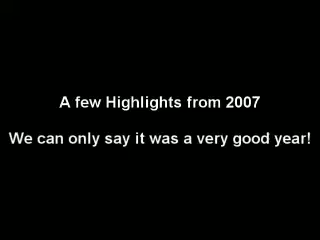 A few Highlights from 2007
We can only say it was a very good year!